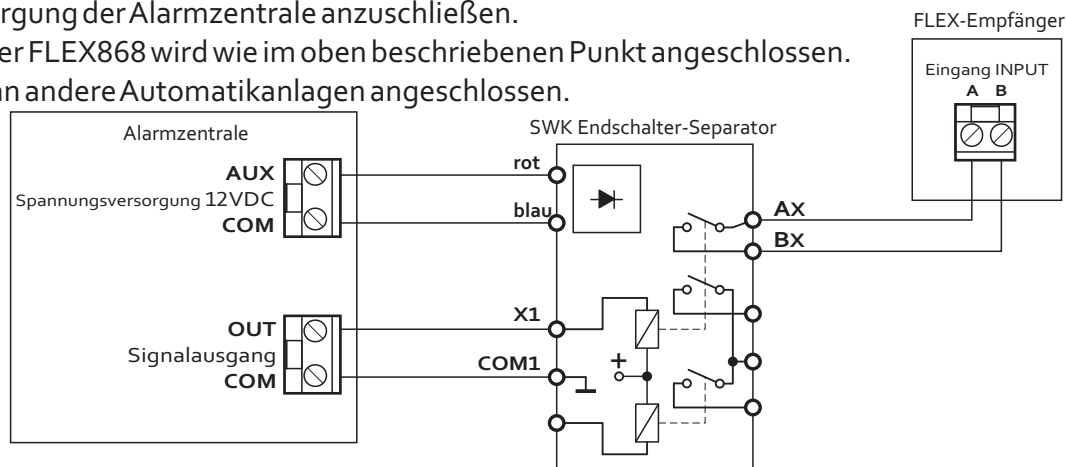 rgung der Alarmzentrale anzuschließen.
er FLEX868 wird wie im oben beschriebenen Punkt angeschlossen.
an andere Automatikanlagen angeschlossen.
FLEX-Empfänger
Eingang INPUT
A B
Alarmzentrale
SWK Endschalter-Separator
AUX
Spannungsversorgung 12VDC
COM
rot
blau
AX
BX
OUT
Signalausgang
COM
X1
COM1
+